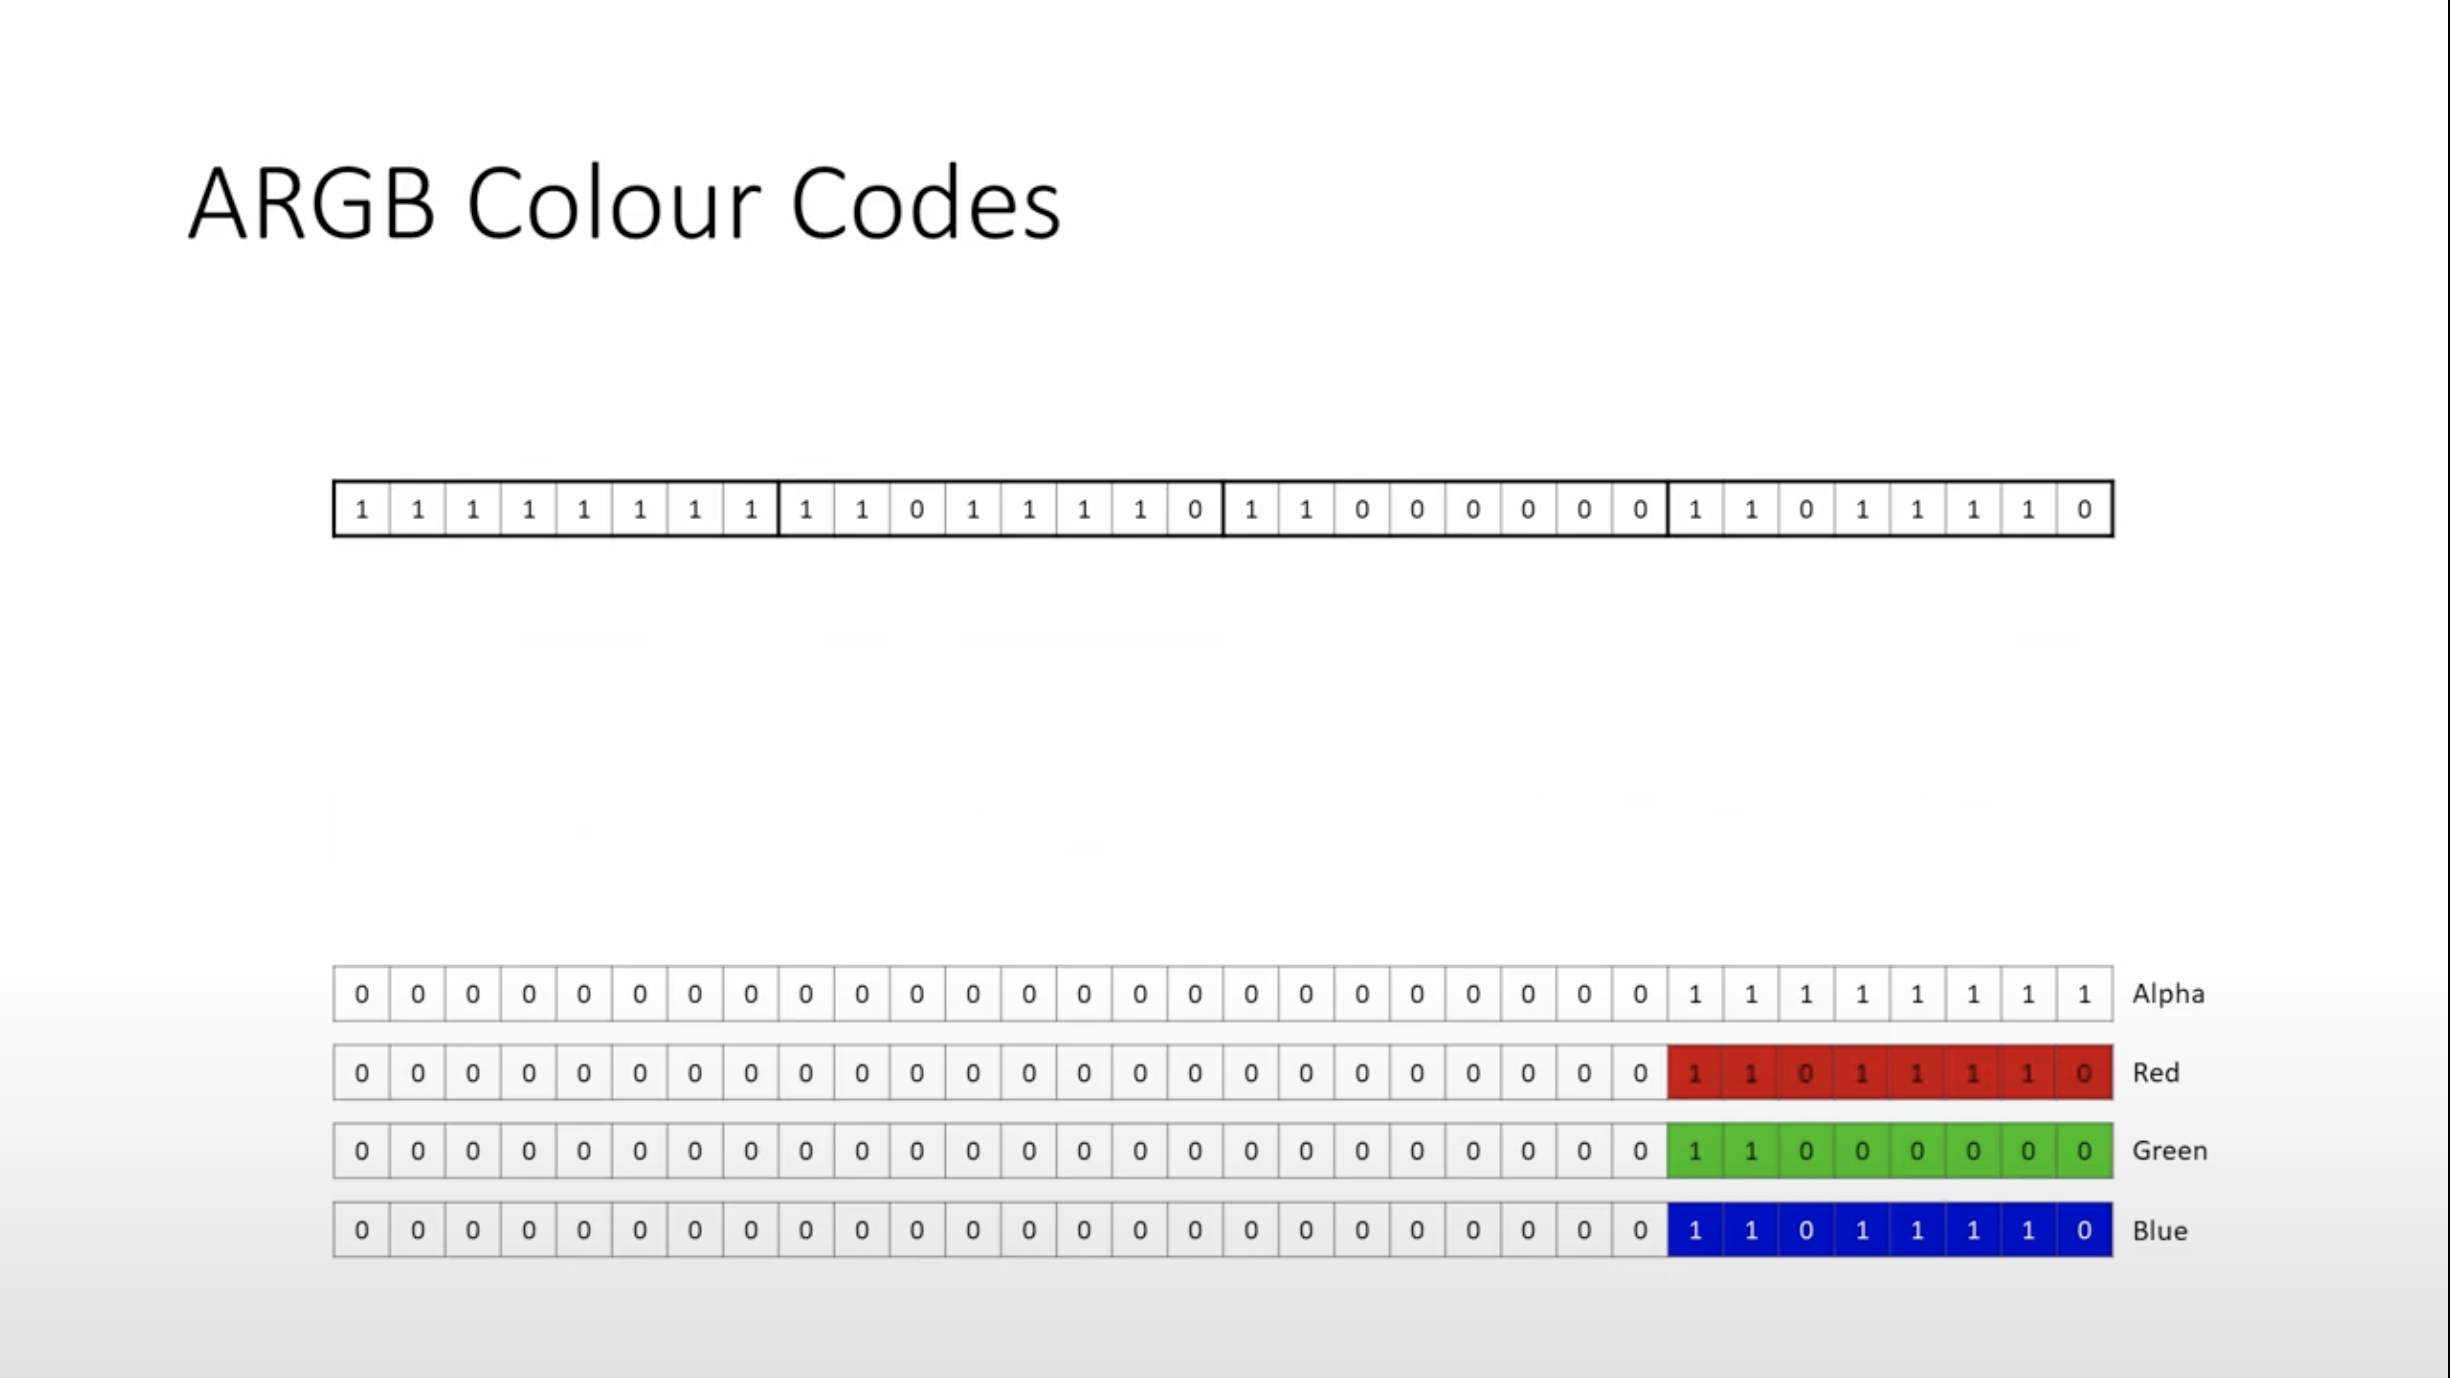 ARGB Colour Codes
1 1 1 1 1 1 1 1 1 1 0 1 1 1 1 0 1 1 0 0 0 0 0 0 1 1 0 1 1 1 1 0
0 0 0 0 0 0 0 0 0 0 0 0 0 0 0 0 0 0 0 0 0 0 0 0 1 1 1 1 1 1 1 1 Alpha
0 0 0 0 0 0 0 0 0 0 0 0 0 0 0 0 0 0 0 0 0 0 0 0 1 1 0 1 1 1 1 0 Red
0 0 0 0 0 0 0 0 0 0 0 0 0 0 0 0 0 0 0 0 0 0 0 0 1 1 0 0 0 0 0 0 Green
0 0 0 0 0 0 0 0 0 0 0 0 0 0 0 0 0 0 0 0 0 0 0 0 1 1 0 1 1 1 1 0 Blue